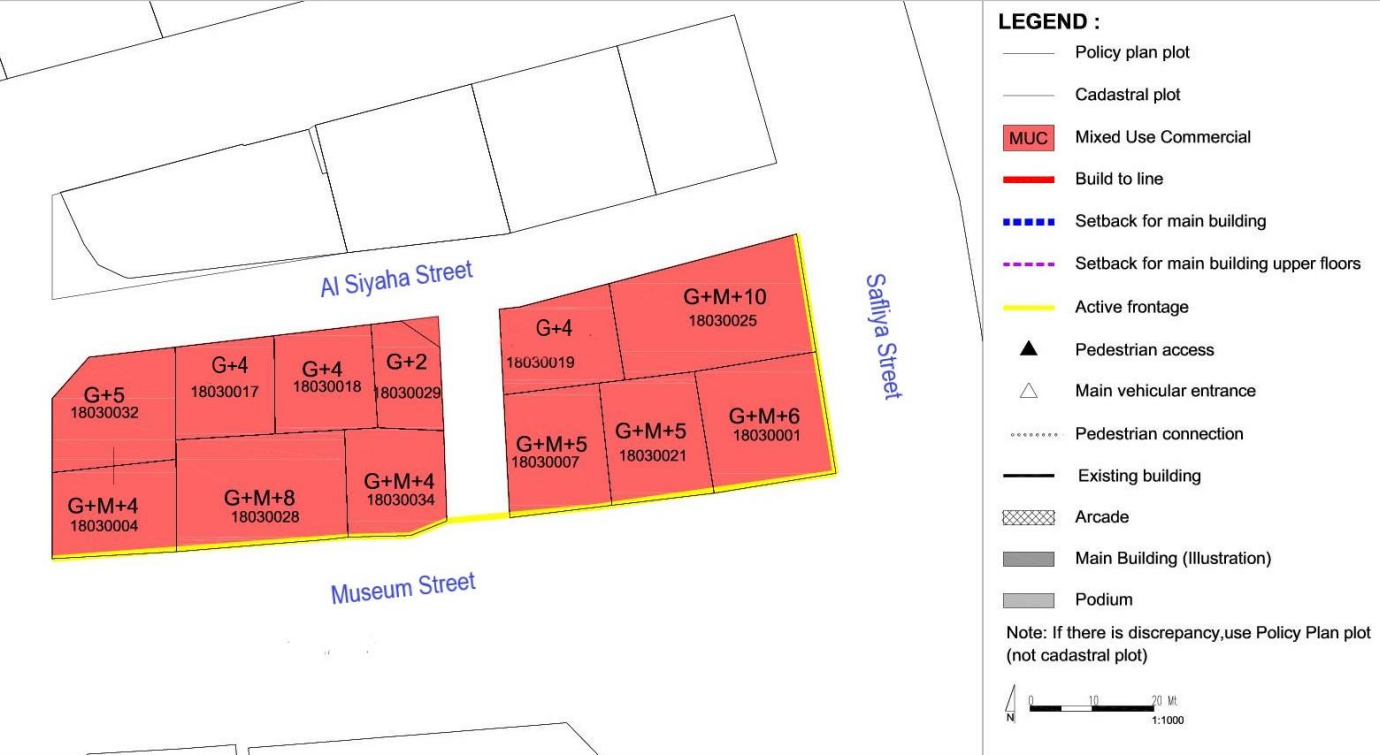 Al Siyaha Street
Safliya Street
Museum Street
G+5
18030032
G+4
18030017
G+4
18030018
G+2
18030029
G+M+4
18030004
G+M+8
18030028
G+M+4
18030034
G+4
18030019
G+M+10
18030025
G+M+5
18030007
G+M+5
18030021
G+M+6
18030001
LEGEND :
Policy plan plot
Cadastral plot
MUC Mixed Use Commercial
Build to line
Setback for main building
Setback for main building upper floors
Active frontage
Pedestrian access
Main vehicular entrance
Pedestrian connection
Existing building
Arcade
Main Building (Illustration)
Podium
Note: If there is discrepancy,use Policy Plan plot
(not cadastral plot)
N
0 10 20 Mt
1:1000